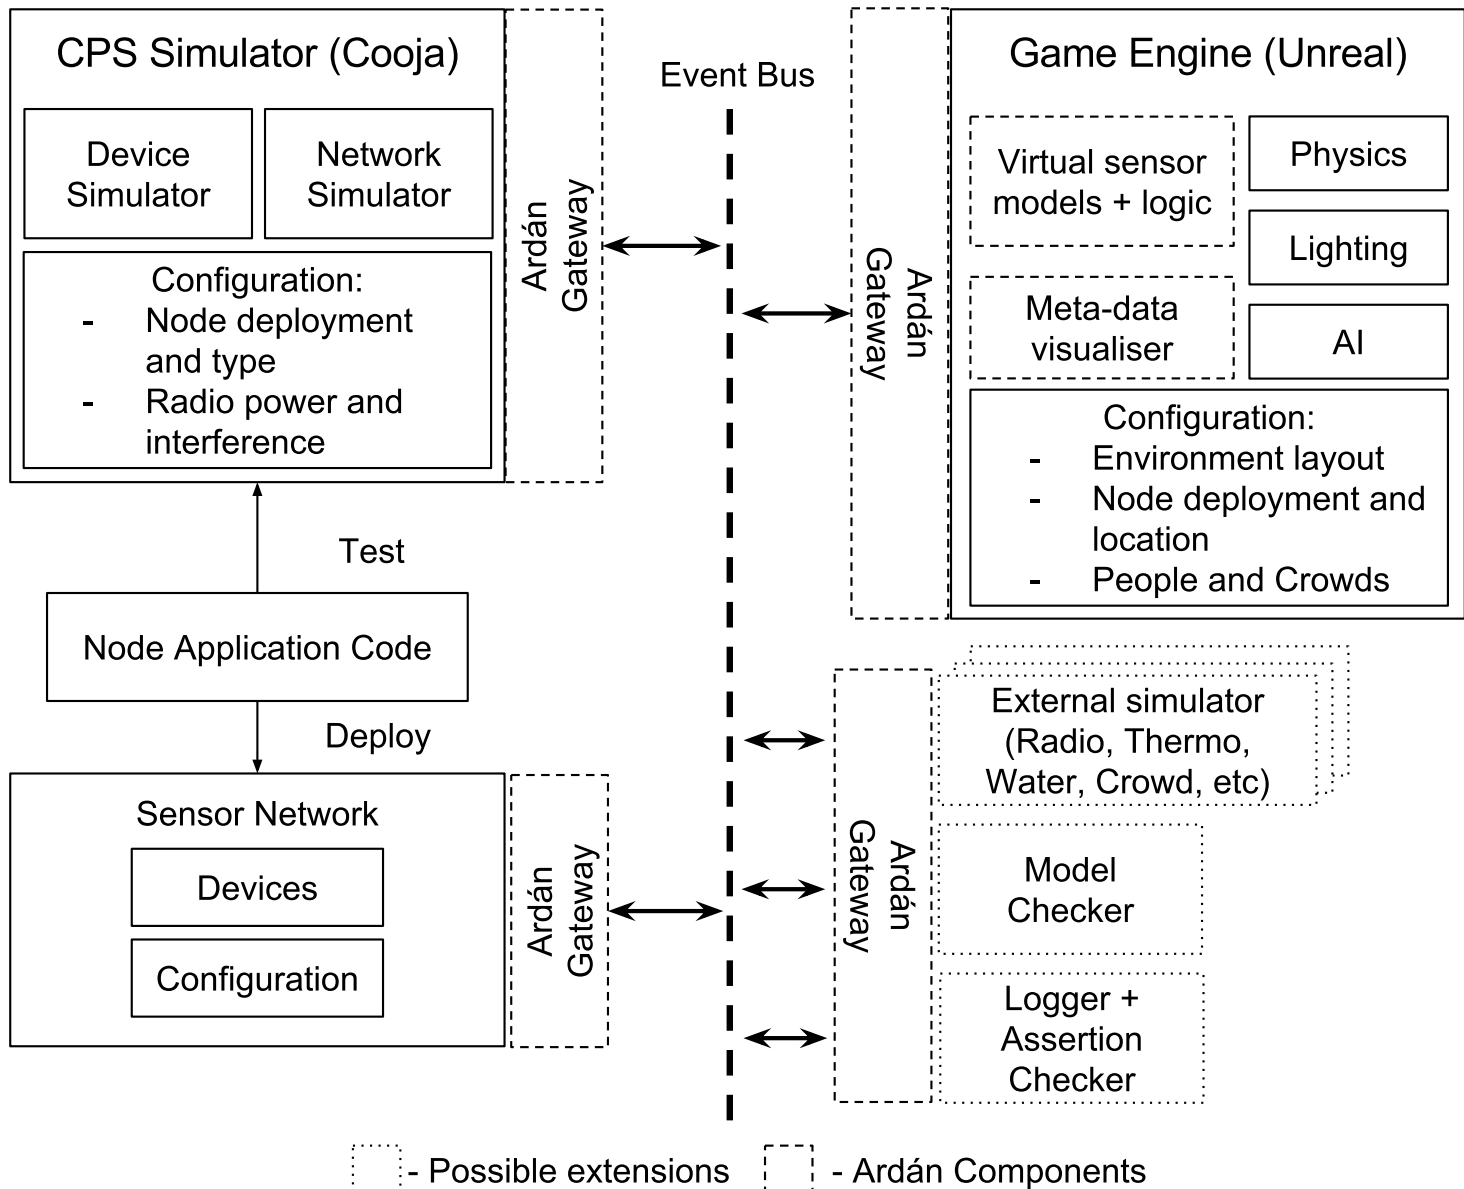 CPS Simulator (Cooja)
Device
Simulator
Network
Simulator
Configuration:
- Node deployment
and type
- Radio power and
interference
Ardán
Gateway
Event Bus
Ardán
Gateway
Game Engine (Unreal)
Virtual sensor
models + logic
Physics
Lighting
Meta-data
visualiser
AI
Configuration:
- Environment layout
- Node deployment and
location
- People and Crowds
Test
Node Application Code
Deploy
Sensor Network
Devices
Configuration
Ardán
Gateway
Ardán
Gateway
External simulator
(Radio, Thermo,
Water, Crowd, etc)
Model
Checker
Logger +
Assertion
Checker
- Possible extensions
- Ardán Components